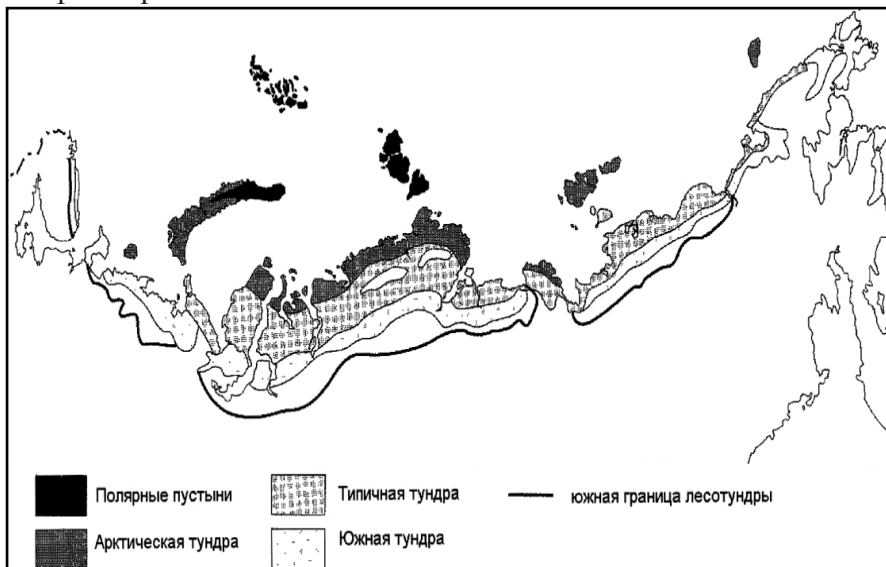 Полярные пустыни
Типичная тундра
южная граница лесотундры
Арктическая тундра
Южная тундра